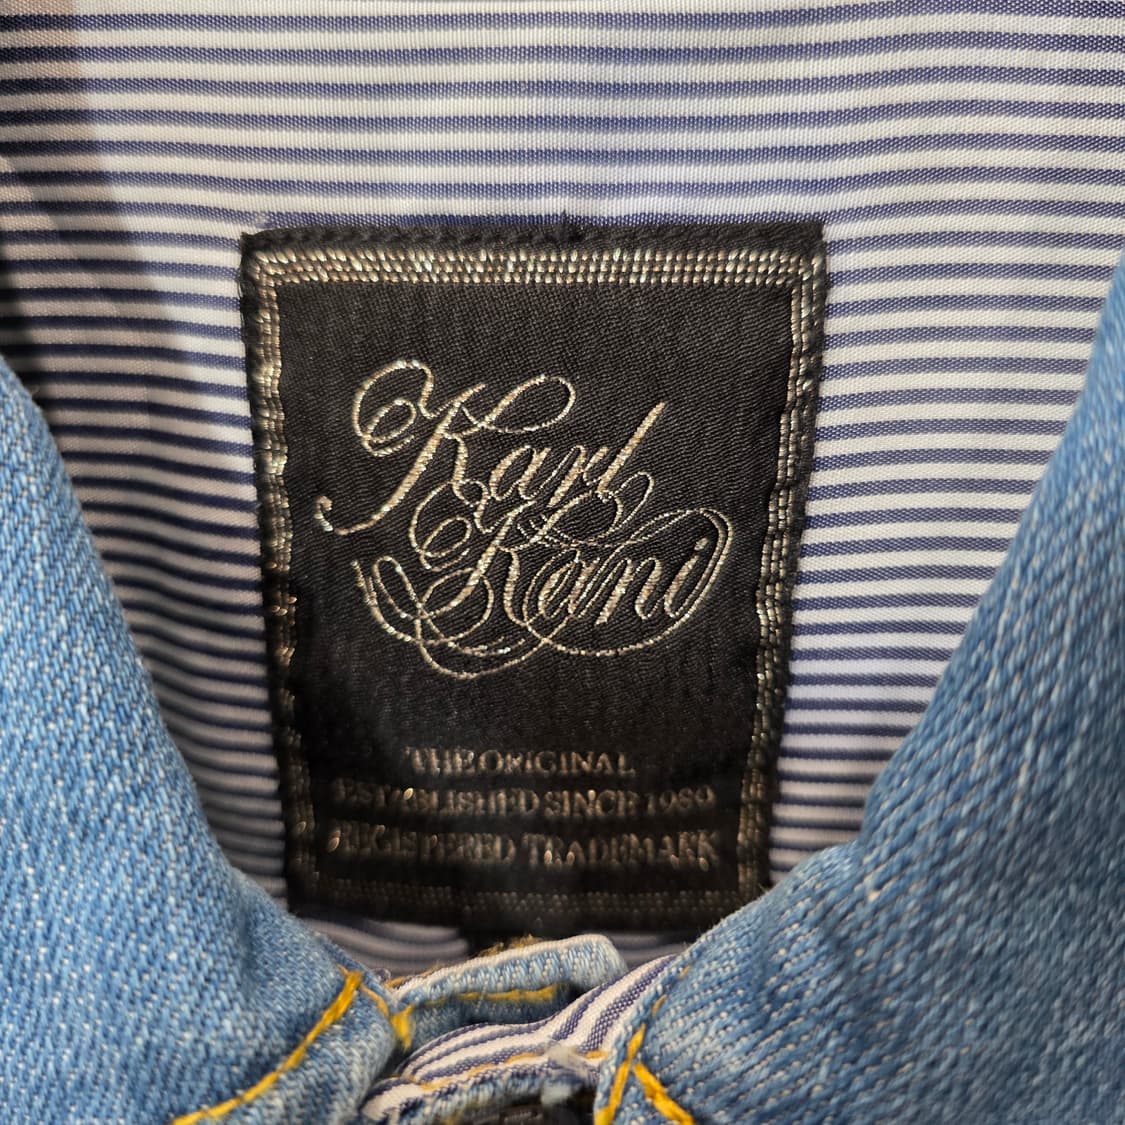 Karl
Kani
THE ORIGINAL
ESTABLISHED SINCE 1989
REGISTERED TRADEMARK